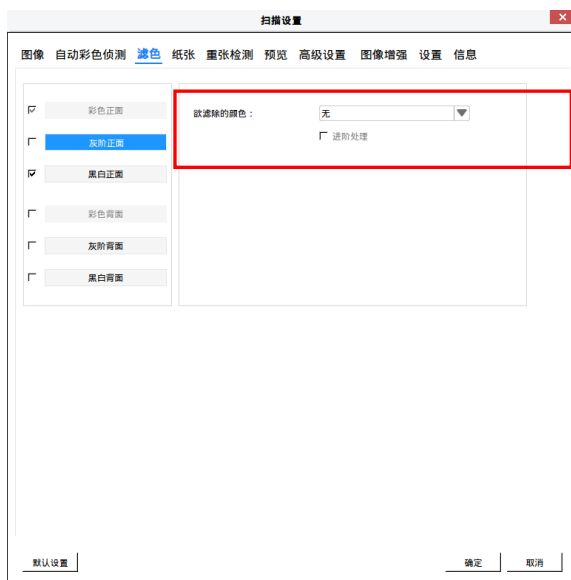 扫描设置
图像 自动彩色侦测 滤色 纸张 重张检测 预览 高级设置 图像增强 设置 信息
彩色正面
欲滤除的颜色： 无
灰阶正面
进阶处理
黑白正面
彩色背面
灰阶背面
黑白背面
默认设置 确定 取消